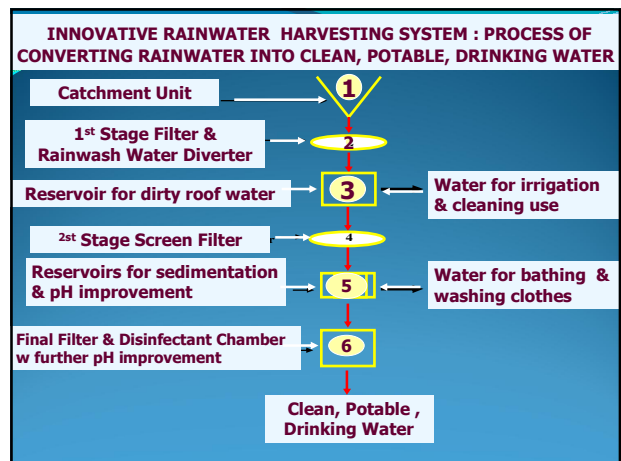 INNOVATIVE RAINWATER HARVESTING SYSTEM : PROCESS OF
CONVERTING RAINWATER INTO CLEAN, POTABLE, DRINKING WATER
Catchment Unit
1
1st Stage Filter &
Rainwash Water Diverter
2
Reservoir for dirty roof water
3
Water for irrigation
& cleaning use
2st Stage Screen Filter
4
Reservoirs for sedimentation
& pH improvement
5
Water for bathing &
washing clothes
Final Filter & Disinfectant Chamber
w further pH improvement
6
Clean, Potable ,
Drinking Water